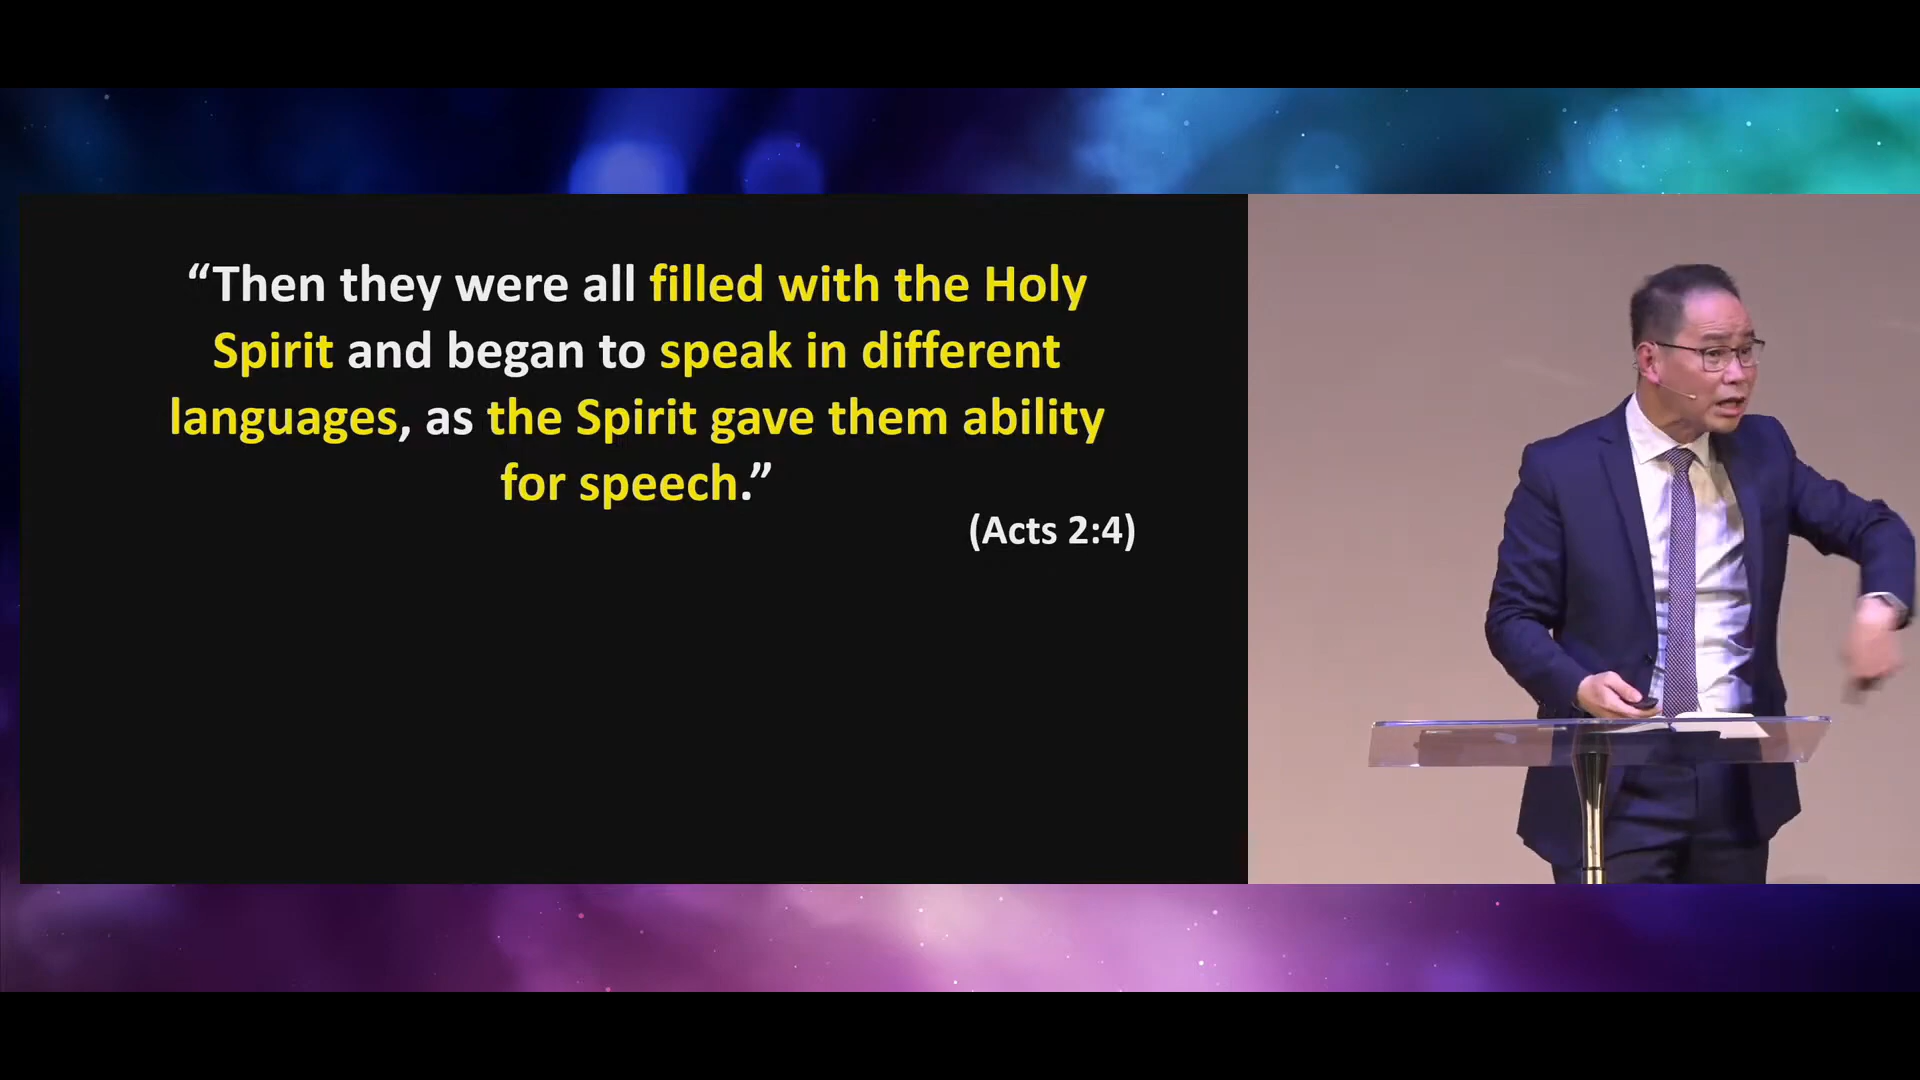 “Then they were all filled with the Holy
Spirit and began to speak in different
languages, as the Spirit gave them ability
for speech.”
(Acts 2:4)